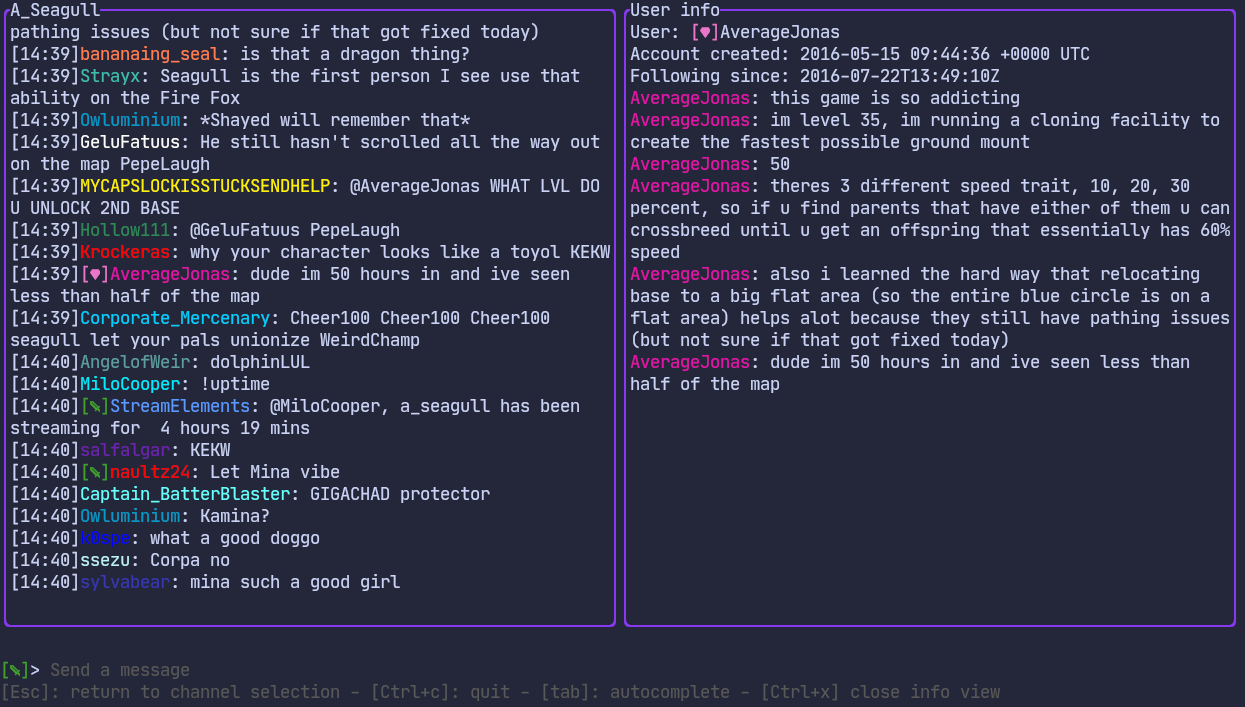 A_Seagull
pathing issues (but not sure if that got fixed today)
[14:39]bananaing_seal: is that a dragon thing?
[14:39]Strayx: Seagull is the first person I see use that
ability on the Fire Fox
[14:39]Owluminium: *Shayed will remember that*
[14:39]GeluFatuus: He still hasn't scrolled all the way out
on the map PepeLaugh
[14:39]MYCAPSLOCKISSTUCKSENDHELP: @AverageJonas WHAT LVL DO
U UNLOCK 2ND BASE
[14:39]Hollow111: @GeluFatuus PepeLaugh
[14:39]Krockeras: why your character looks like a toyol KEKW
[14:39][♥]AverageJonas: dude im 50 hours in and ive seen
less than half of the map
[14:39]Corporate_Mercenary: Cheer100 Cheer100 Cheer100
seagull let your pals unionize WeirdChamp
[14:40]AngelofWeir: dolphinLUL
[14:40]MiloCooper: !uptime
[14:40][⚔]StreamElements: @MiloCooper, a_seagull has been
streaming for  4 hours 19 mins
[14:40]salfalgar: KEKW
[14:40][⚔]naultz24: Let Mina vibe
[14:40]Captain_BatterBlaster: GIGACHAD protector
[14:40]Owluminium: Kamina?
[14:40]k0spe: what a good doggo
[14:40]ssezu: Corpa no
[14:40]sylvabear: mina such a good girl
User info
User: [♥]AverageJonas
Account created: 2016-05-15 09:44:36 +0000 UTC
Following since: 2016-07-22T13:49:10Z
AverageJonas: this game is so addicting
AverageJonas: im level 35, im running a cloning facility to
create the fastest possible ground mount
AverageJonas: 50
AverageJonas: theres 3 different speed trait, 10, 20, 30
percent, so if u find parents that have either of them u can
crossbreed until u get an offspring that essentially has 60%
speed
AverageJonas: also i learned the hard way that relocating
base to a big flat area (so the entire blue circle is on a
flat area) helps alot because they still have pathing issues
(but not sure if that got fixed today)
AverageJonas: dude im 50 hours in and ive seen less than
half of the map
[⚔]> Send a message
[Esc]: return to channel selection - [Ctrl+c]: quit - [tab]: autocomplete - [Ctrl+x] close info view